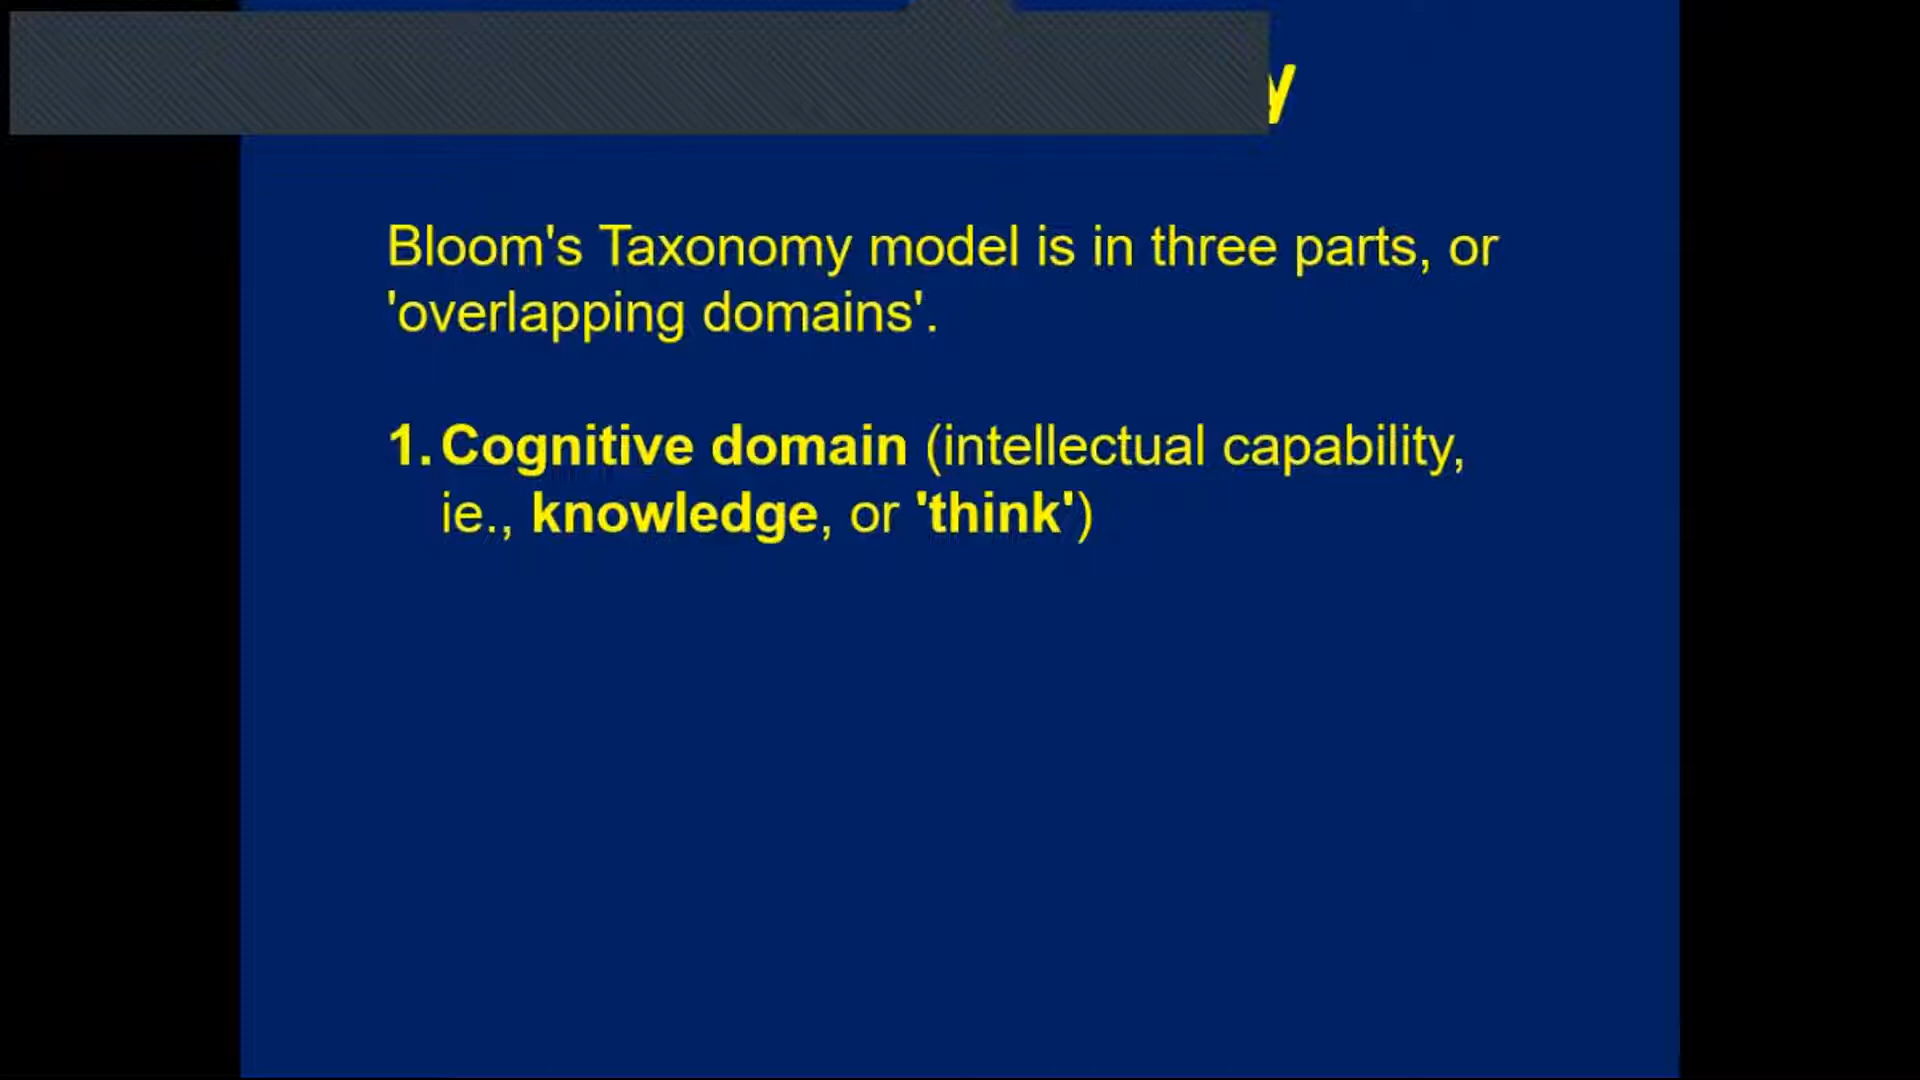 Bloom's Taxonomy model is in three parts, or
'overlapping domains'.
1. Cognitive domain (intellectual capability,
ie., knowledge, or 'think')